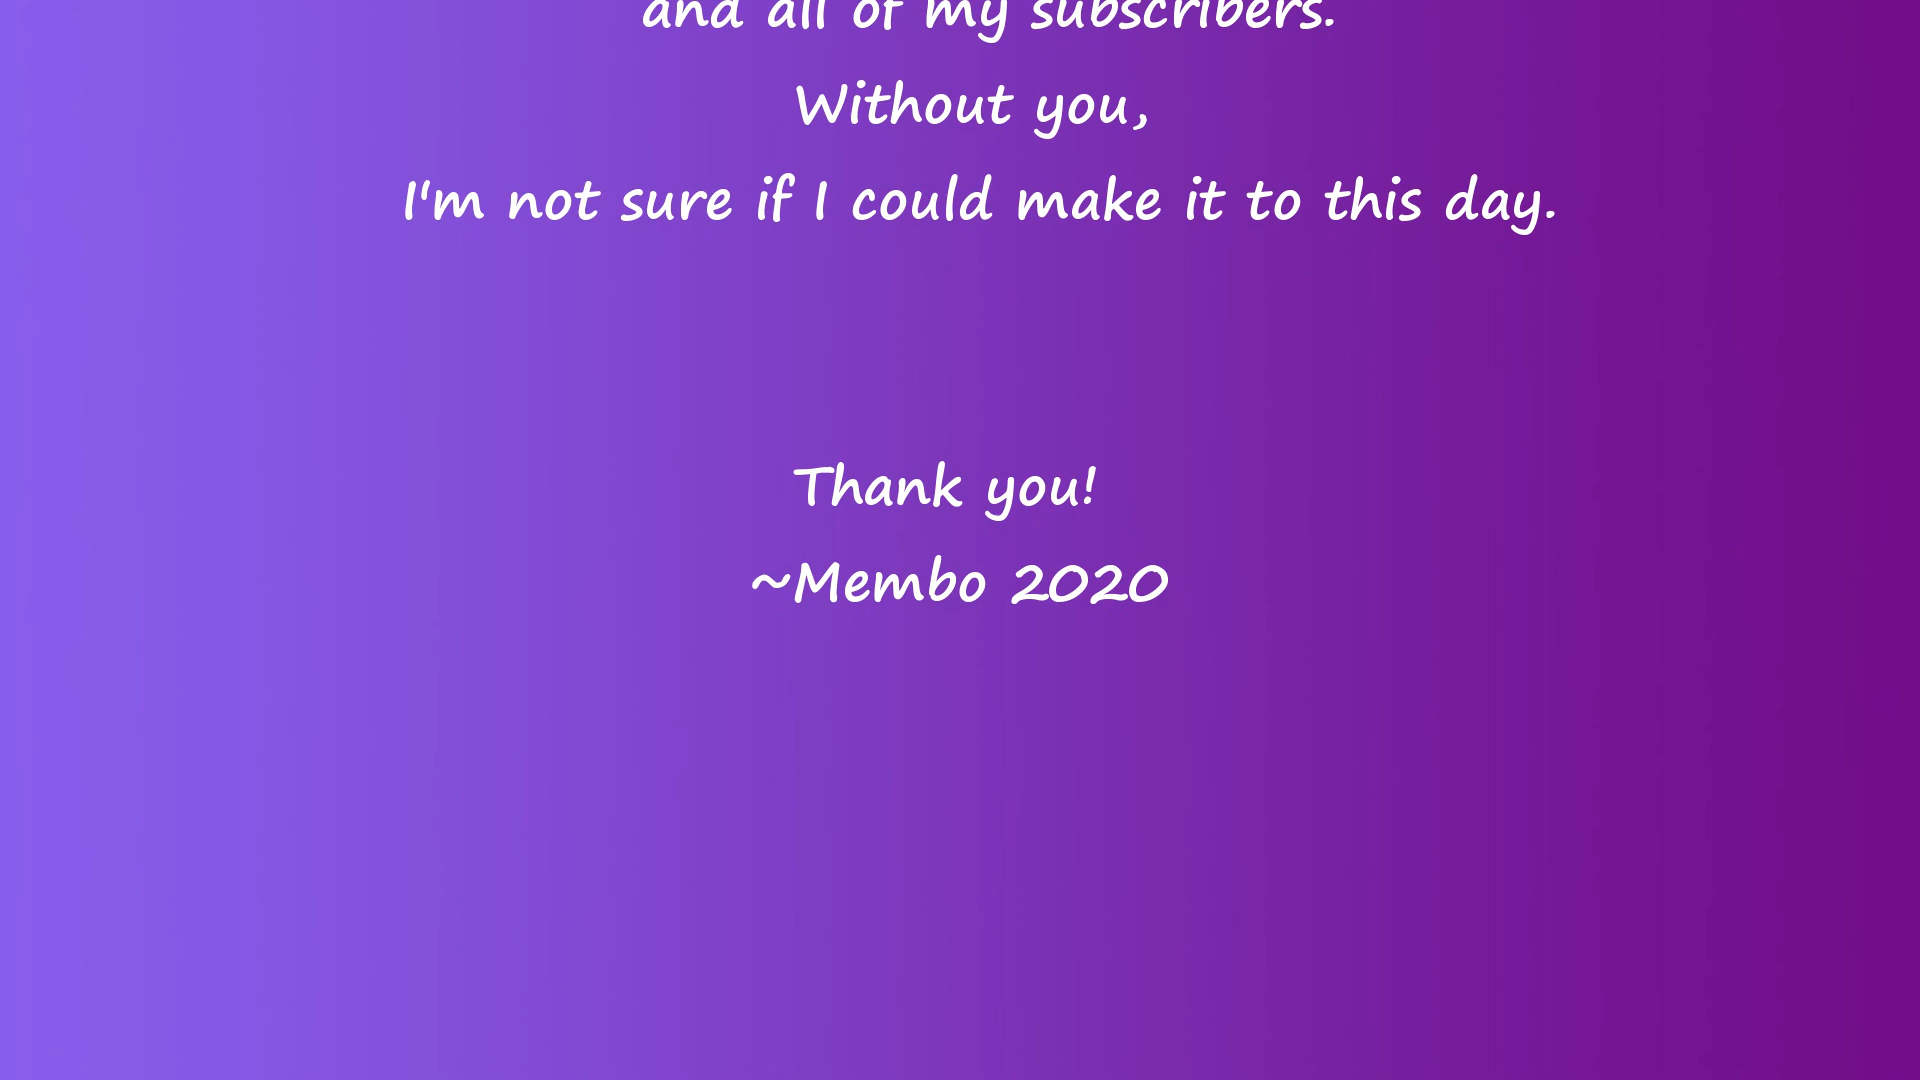 and all of my subscribers.
Without you,
I'm not sure if I could make it to this day.
Thank you!
~Membo 2020